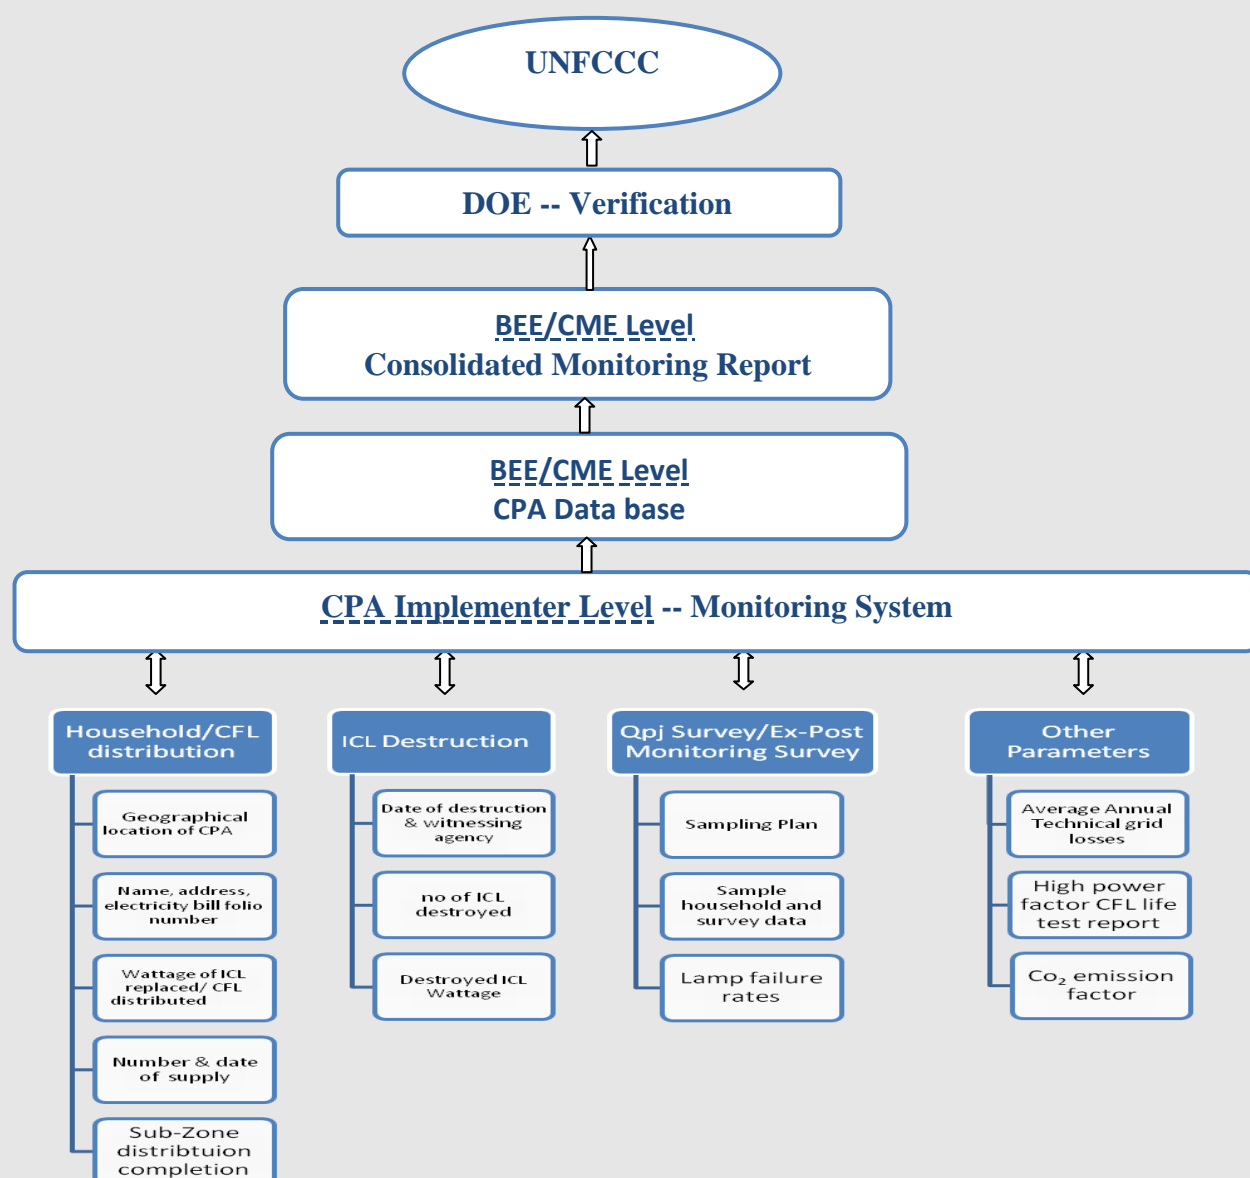 UNFCCC
DOE -- Verification
BEE/CME Level
Consolidated Monitoring Report
BEE/CME Level
CPA Data base
CPA Implementer Level -- Monitoring System
Household/CFL
distribution
Geographical
location of CPA
Name, address,
electricity bill folio
number
Wattage of ICL
replaced/ CFL
distributed
Number & date
of supply
Sub-Zone
distribtuion
completion
ICL Destruction
Date of destruction
& witnessing
agency
no of ICL
destroyed
Destroyed ICL
Wattage
Qpj Survey/Ex-Post
Monitoring Survey
Sampling Plan
Sample
household and
survey data
Lamp failure
rates
Other
Parameters
Average Annual
Technical grid
losses
High power
factor CFL life
test report
Co₂ emission
factor